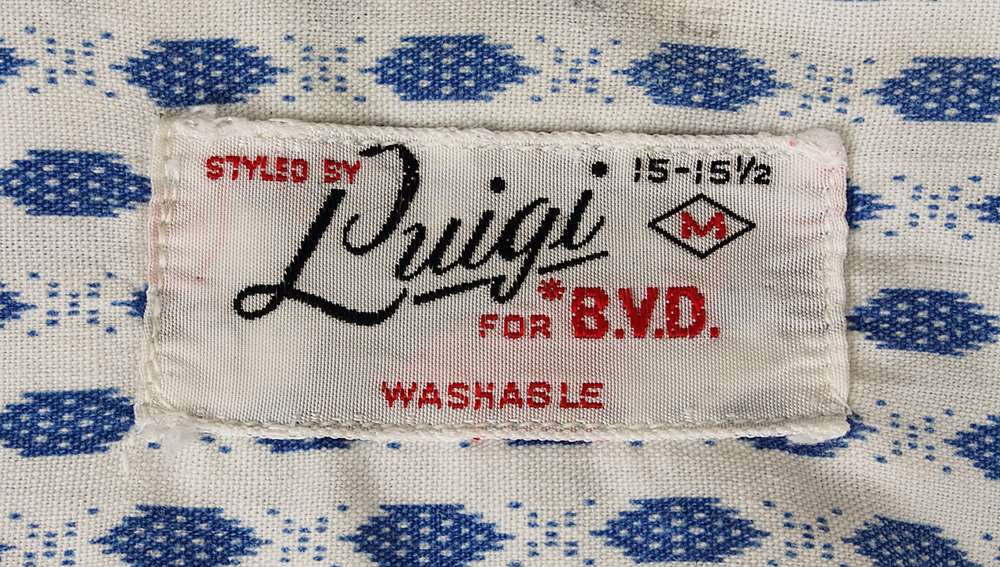 STYLED BY Luigi 15-15½
M
FOR *B.V.D.
WASHABLE